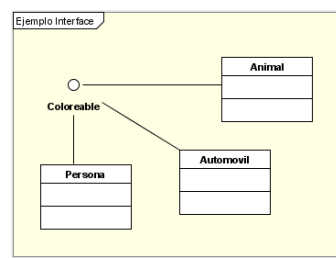 Ejemplo Interface
Animal
Coloreable
Automovil
Persona